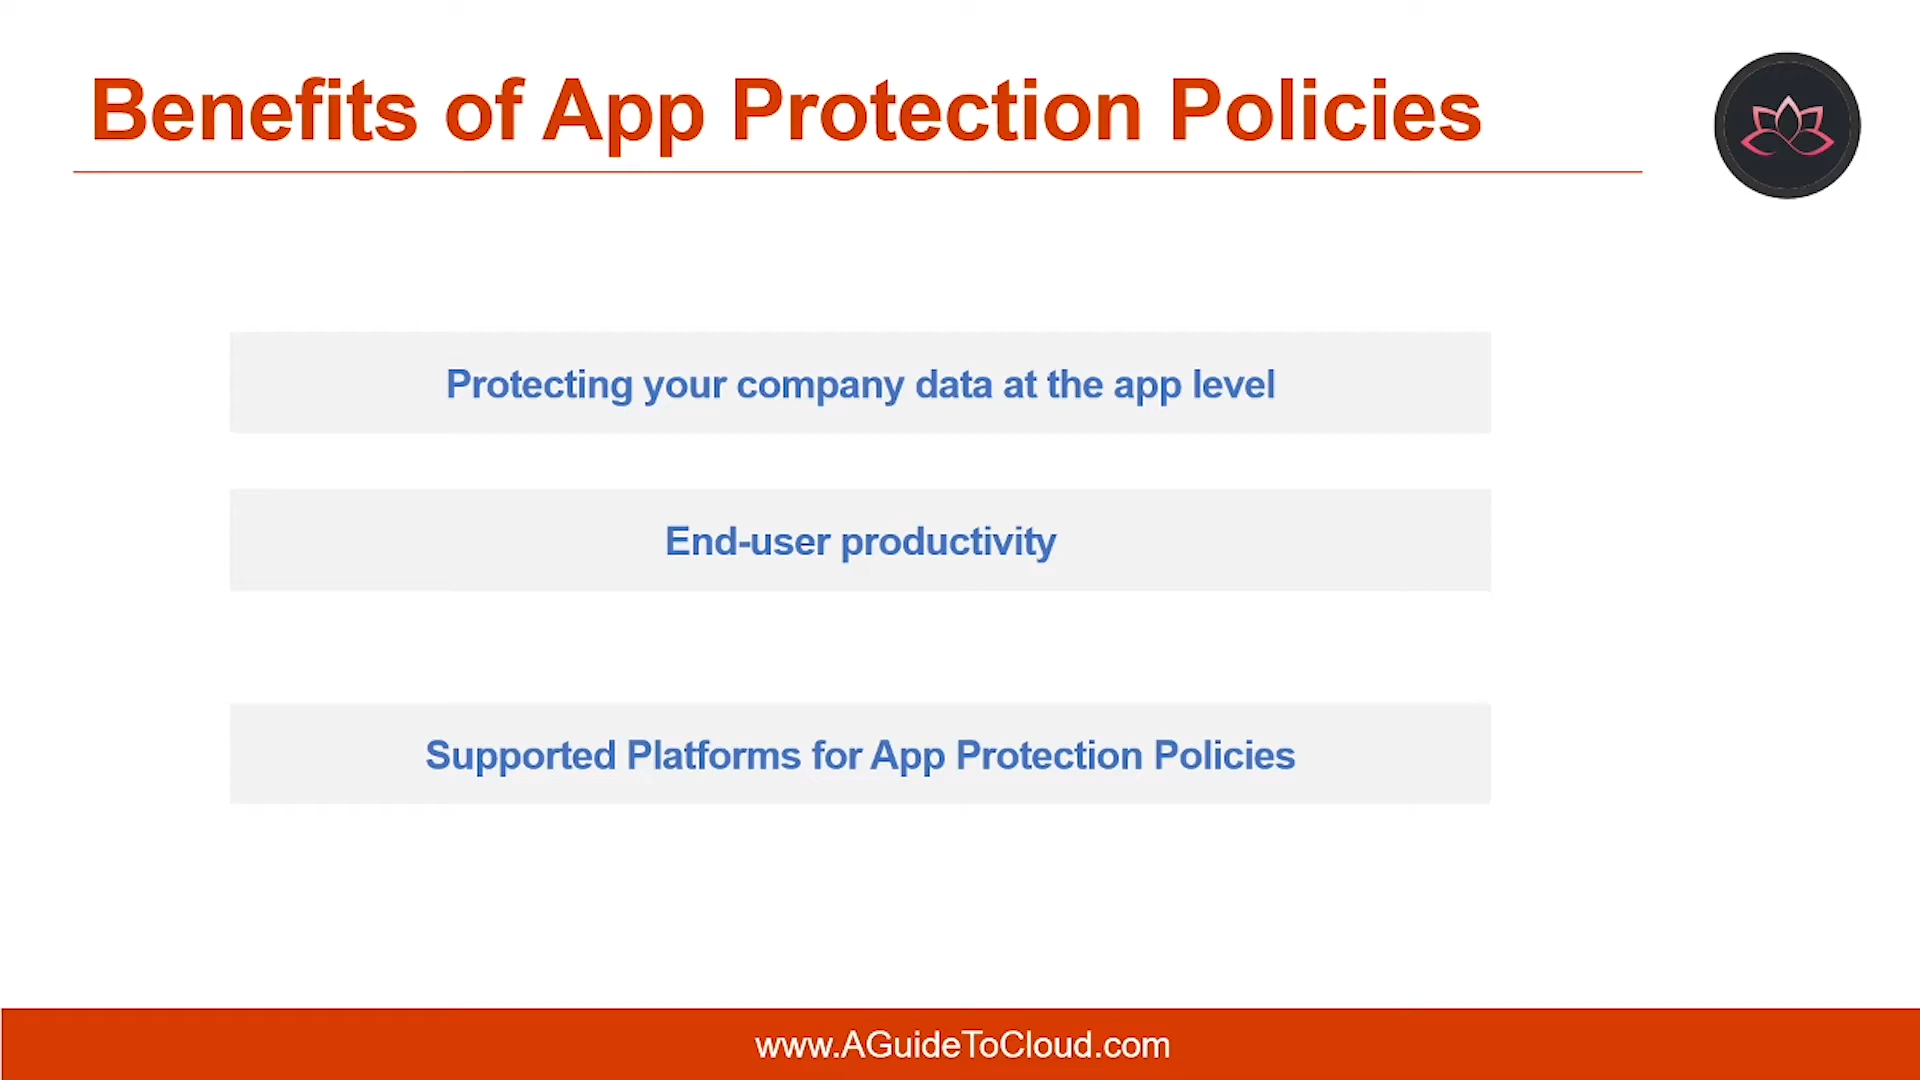 Benefits of App Protection Policies
Protecting your company data at the app level
End-user productivity
Supported Platforms for App Protection Policies
www.AGuideToCloud.com